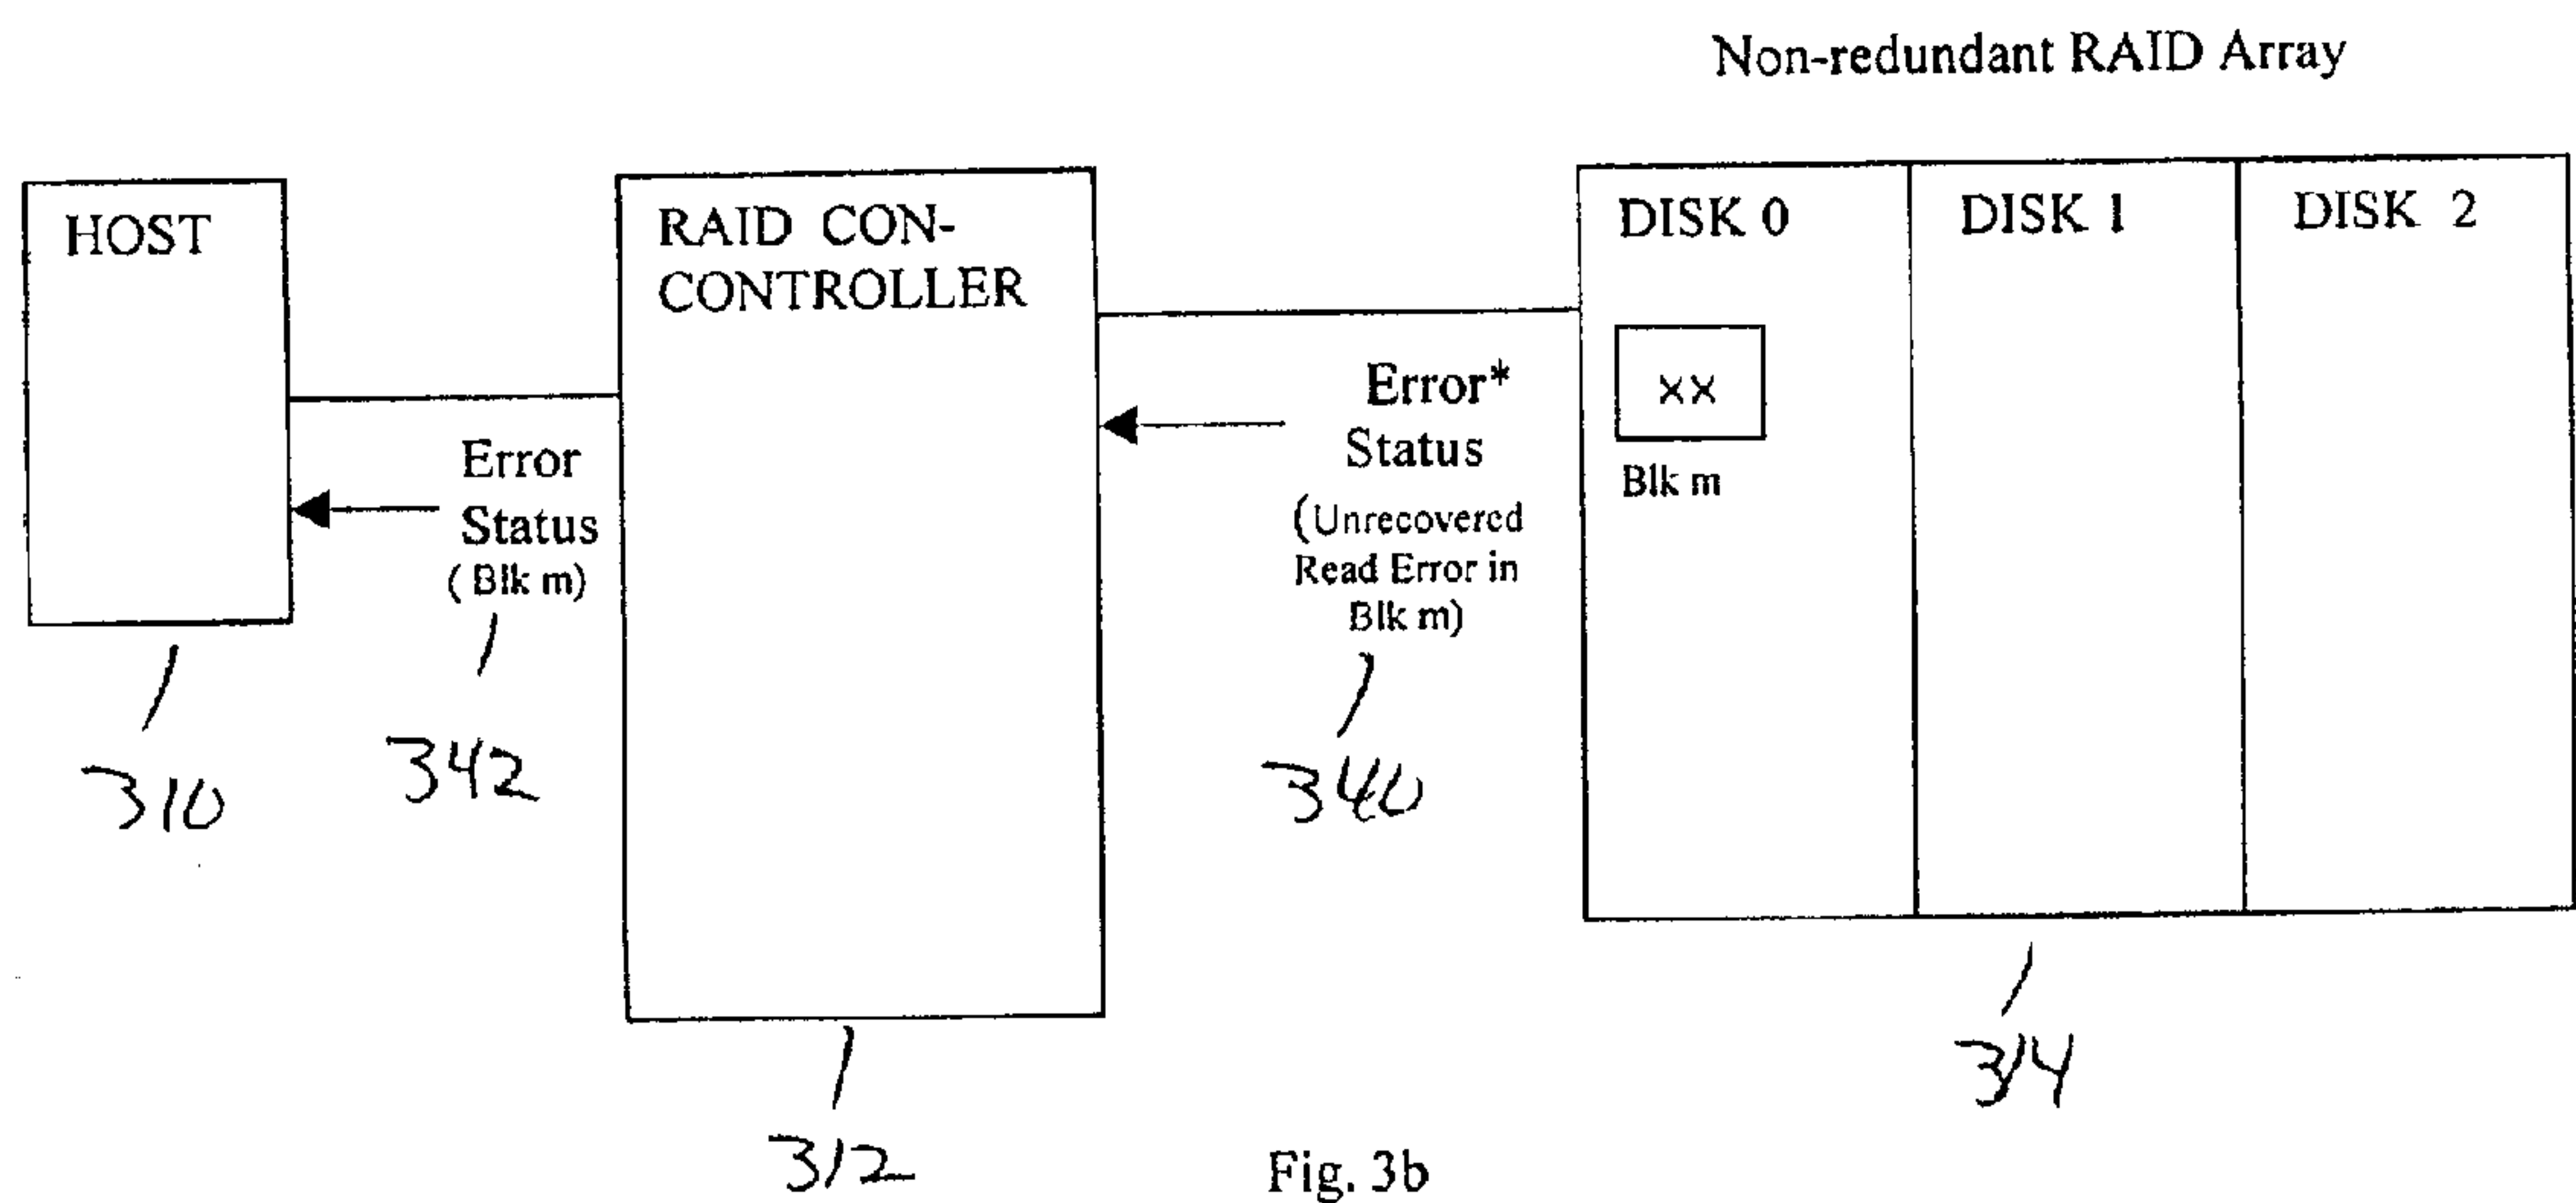 Non-redundant RAID Array
HOST
RAID CON-
CONTROLLER
DISK 0
DISK 1
DISK 2
xx
Blk m
Error*
Status
(Unrecovered
Read Error in
Blk m)
Error
Status
( Blk m)
310
342
340
312
314
Fig. 3b